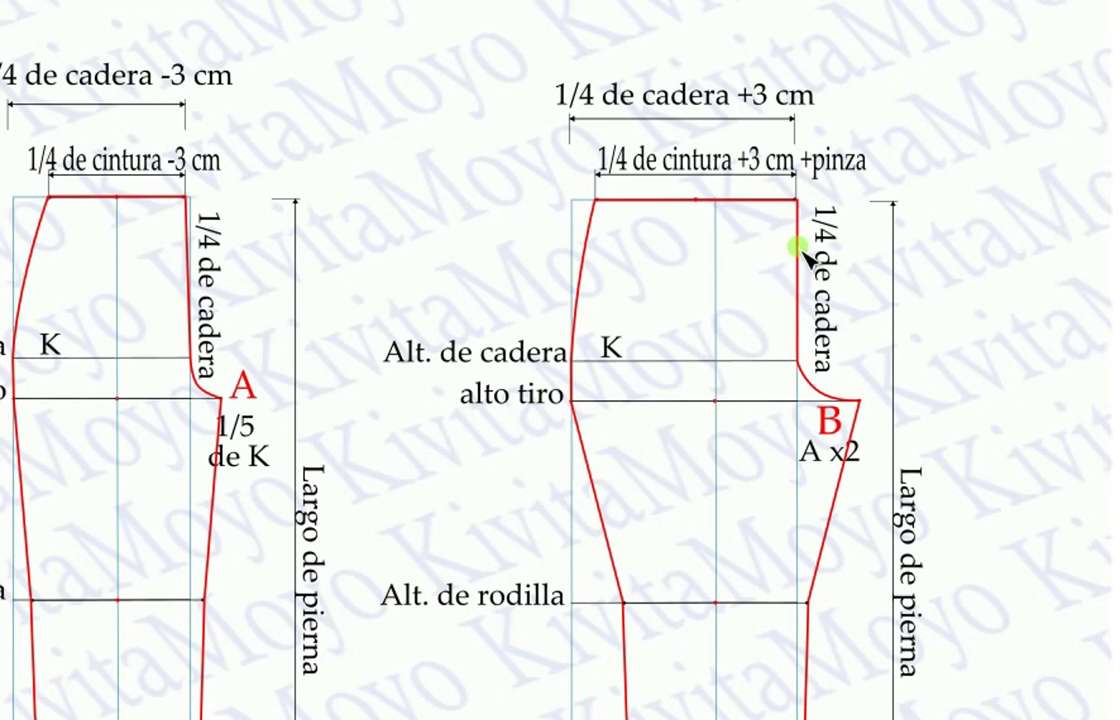 /4 de cadera -3 cm
1/4 de cintura -3 cm
1/4 de cadera
a
K
o
A
1/5
de K
Largo de pierna
a
1/4 de cadera +3 cm
1/4 de cintura +3 cm +pinza
1/4 de cadera
Alt. de cadera
K
alto tiro
B
A x2
Largo de pierna
Alt. de rodilla
KivitaMoyo